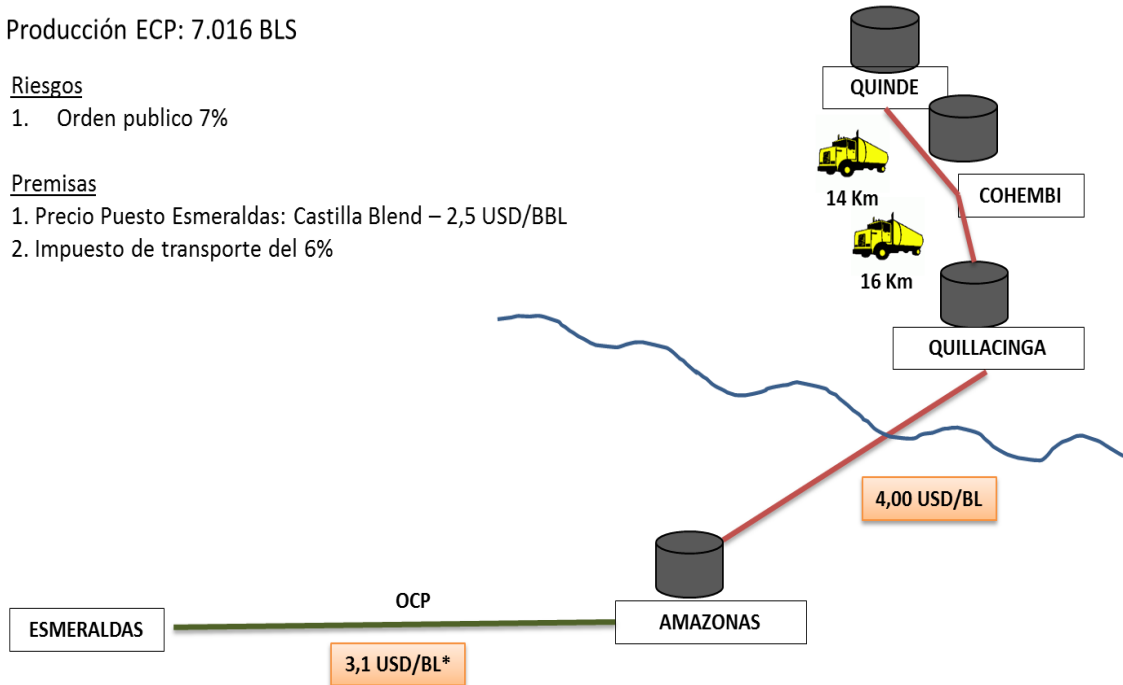 Producción ECP: 7.016 BLS
Riesgos
1. Orden publico 7%
Premisas
1. Precio Puesto Esmeraldas: Castilla Blend – 2,5 USD/BBL
2. Impuesto de transporte del 6%
QUINDE
14 Km
COHEMBI
16 Km
QUILLACINGA
4,00 USD/BL
OCP
AMAZONAS
ESMERALDAS
3,1 USD/BL*